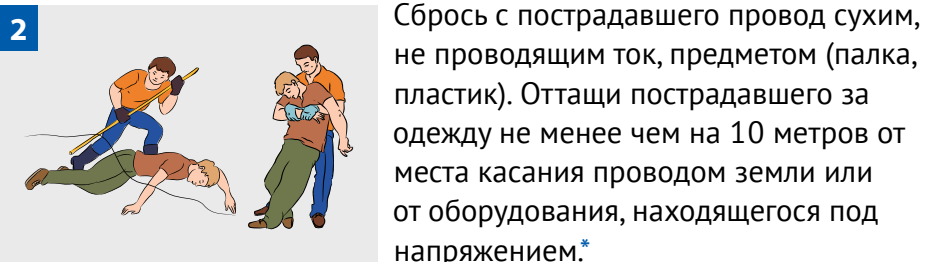 2
Сбрось с пострадавшего провод сухим,
не проводящим ток, предметом (палка,
пластик). Оттащи пострадавшего за
одежду не менее чем на 10 метров от
места касания проводом земли или
от оборудования, находящегося под
напряжением.*